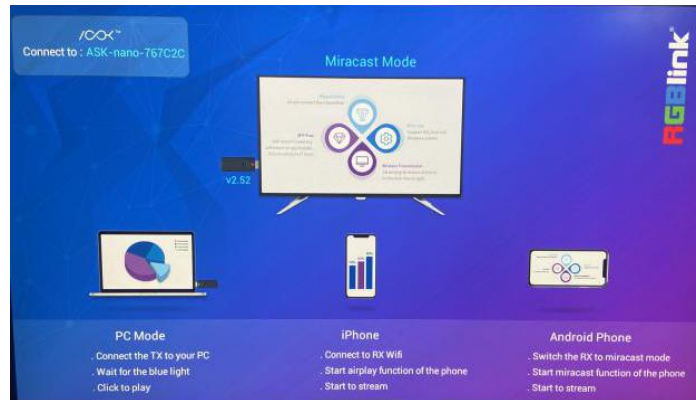 ASK™
Connect to : ASK-nano-767C2C
Miracast Mode
RGBlink®
v2.52
PC Mode
. Connect the TX to your PC
. Wait for the blue light
. Click to play
iPhone
. Connect to RX Wifi
. Start airplay function of the phone
. Start to stream
Android Phone
. Switch the RX to miracast mode
. Start miracast function of the phone
. Start to stream